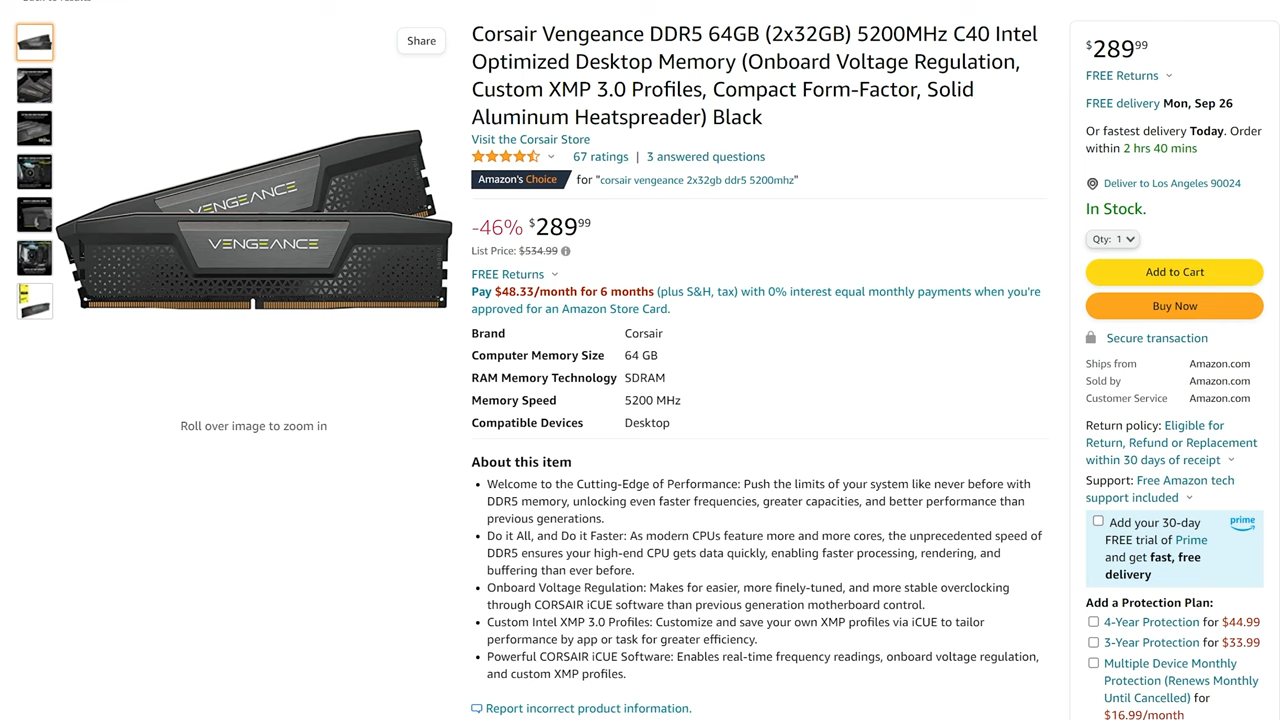 Share
VENGEANCE
VENGEANCE
Roll over image to zoom in
Corsair Vengeance DDR5 64GB (2x32GB) 5200MHz C40 Intel
Optimized Desktop Memory (Onboard Voltage Regulation,
Custom XMP 3.0 Profiles, Compact Form-Factor, Solid
Aluminum Heatspreader) Black
Visit the Corsair Store
67 ratings | 3 answered questions
Amazon's Choice for "corsair vengeance 2x32gb ddr5 5200mhz"
-46% $289.99
List Price: $534.99
FREE Returns
Pay $48.33/month for 6 months (plus S&H, tax) with 0% interest equal monthly payments when you're
approved for an Amazon Store Card.
Brand Corsair
Computer Memory Size 64 GB
RAM Memory Technology SDRAM
Memory Speed 5200 MHz
Compatible Devices Desktop
About this item
• Welcome to the Cutting-Edge of Performance: Push the limits of your system like never before with
DDR5 memory, unlocking even faster frequencies, greater capacities, and better performance than
previous generations.
• Do it All, and Do it Faster: As modern CPUs feature more and more cores, the unprecedented speed of
DDR5 ensures your high-end CPU gets data quickly, enabling faster processing, rendering, and
buffering than ever before.
• Onboard Voltage Regulation: Makes for easier, more finely-tuned, and more stable overclocking
through CORSAIR iCUE software than previous generation motherboard control.
• Custom Intel XMP 3.0 Profiles: Customize and save your own XMP profiles via iCUE to tailor
performance by app or task for greater efficiency.
• Powerful CORSAIR iCUE Software: Enables real-time frequency readings, onboard voltage regulation,
and custom XMP profiles.
Report incorrect product information.
$289.99
FREE Returns
FREE delivery Mon, Sep 26
Or fastest delivery Today. Order
within 2 hrs 40 mins
Deliver to Los Angeles 90024
In Stock.
Qty: 1
Add to Cart
Buy Now
Secure transaction
Ships from Amazon.com
Sold by Amazon.com
Customer Service Amazon.com
Return policy: Eligible for
Return, Refund or Replacement
within 30 days of receipt
Support: Free Amazon tech
support included
Add your 30-day prime
FREE trial of Prime
and get fast, free
delivery
Add a Protection Plan:
4-Year Protection for $44.99
3-Year Protection for $33.99
Multiple Device Monthly
Protection (Renews Monthly
Until Cancelled) for
$16.99/month